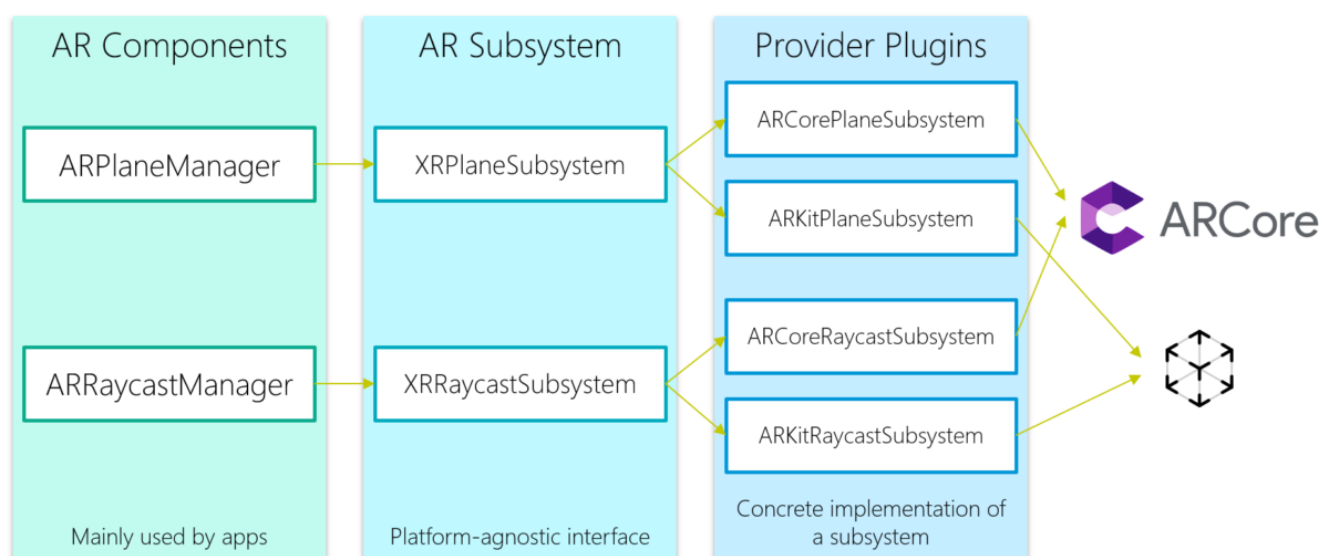 AR Components
ARPlaneManager
ARRaycastManager
Mainly used by apps
AR Subsystem
XRPlaneSubsystem
XRRaycastSubsystem
Platform-agnostic interface
Provider Plugins
ARCorePlaneSubsystem
ARKitPlaneSubsystem
ARCoreRaycastSubsystem
ARKitRaycastSubsystem
Concrete implementation of
a subsystem
ARCore